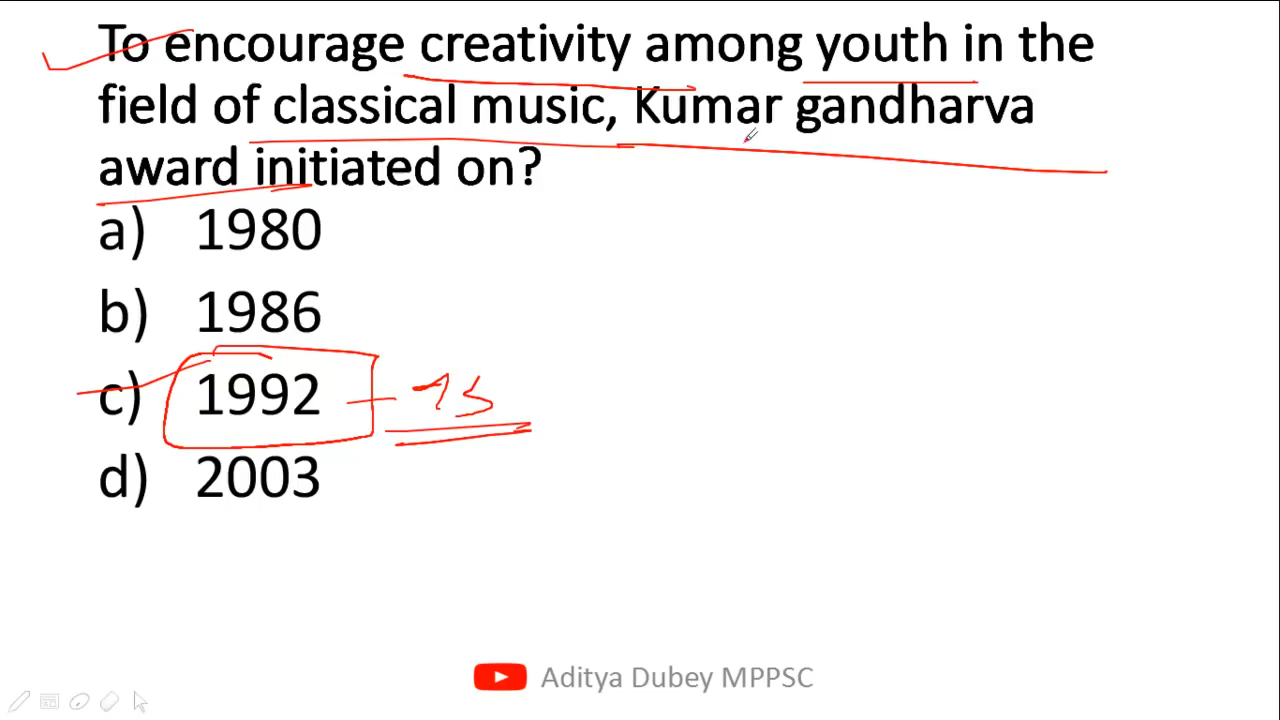 To encourage creativity among youth in the
field of classical music, Kumar gandharva
award initiated on?
a) 1980
b) 1986
c) 1992
d) 2003
Aditya Dubey MPPSC